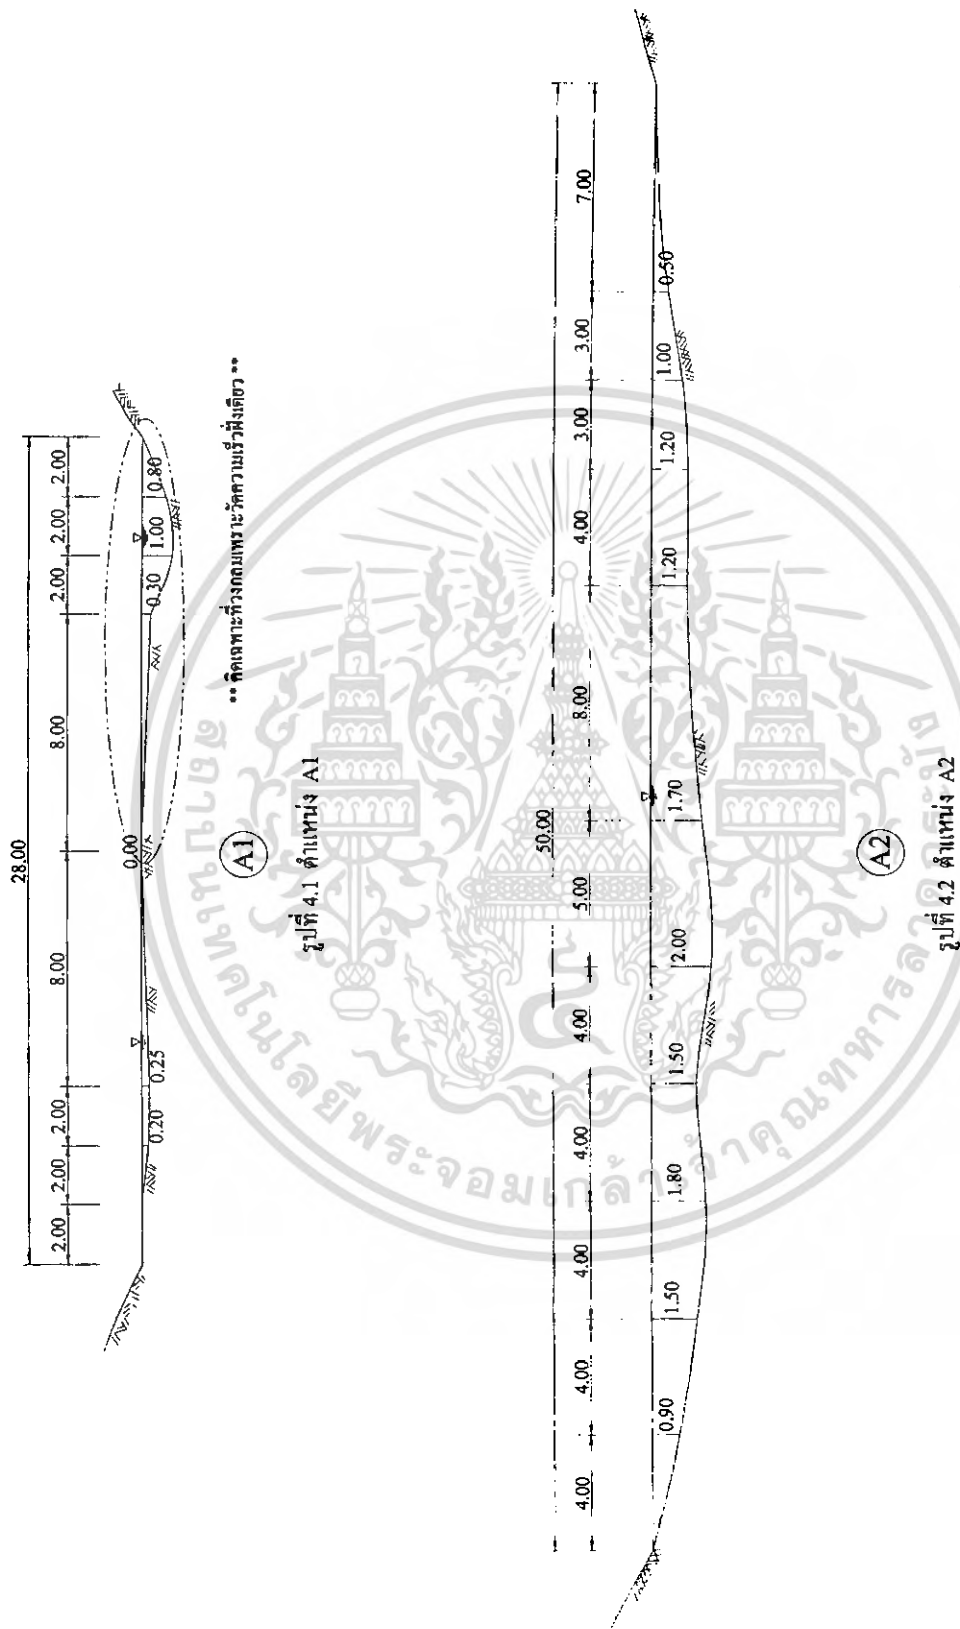 28.00
2.00 2.00 2.00 8.00 8.00 2.00 2.00 2.00
0.20 0.25 0.00 0.30 1.00 0.80
A1
** คิดเฉพาะที่วงกลมเพราะวัดความเร็วฝั่งเดียว **
รูปที่ 4.1 ตำแหน่ง A1
50.00
4.00 4.00 4.00 4.00 4.00 5.00 8.00 4.00 3.00 3.00 7.00
0.90 1.50 1.80 1.50 2.00 1.70 1.20 1.20 1.00 0.50
A2
รูปที่ 4.2 ตำแหน่ง A2